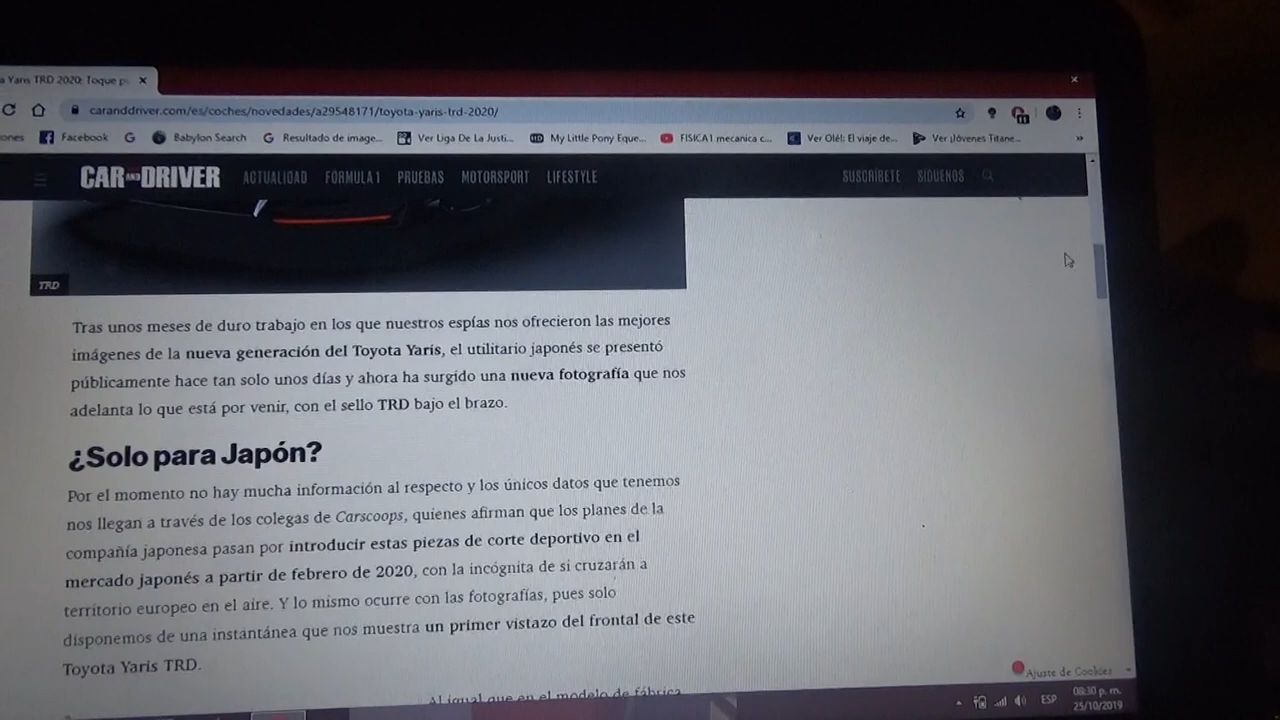 a Yaris TRD 2020: Toque p
caranddriver.com/es/coches/novedades/a29548171/toyota-yaris-trd-2020/
ones Facebook G Babylon Search G Resultado de image... Ver Liga De La Justi... HD My Little Pony Eque... FISICA1 mecanica c... Ver Olé!: El viaje de... Ver ¡Jóvenes Titane... »
CAR AND DRIVER ACTUALIDAD FÓRMULA 1 PRUEBAS MOTORSPORT LIFESTYLE SUSCRÍBETE SÍGUENOS
TRD
Tras unos meses de duro trabajo en los que nuestros espías nos ofrecieron las mejores
imágenes de la nueva generación del Toyota Yaris, el utilitario japonés se presentó
públicamente hace tan solo unos días y ahora ha surgido una nueva fotografía que nos
adelanta lo que está por venir, con el sello TRD bajo el brazo.
¿Solo para Japón?
Por el momento no hay mucha información al respecto y los únicos datos que tenemos
nos llegan a través de los colegas de Carscoops, quienes afirman que los planes de la
compañía japonesa pasan por introducir estas piezas de corte deportivo en el
mercado japonés a partir de febrero de 2020, con la incógnita de si cruzarán a
territorio europeo en el aire. Y lo mismo ocurre con las fotografías, pues solo
disponemos de una instantánea que nos muestra un primer vistazo del frontal de este
Toyota Yaris TRD.
Al igual que en el modelo de fábrica
Ajuste de Cookies
ESP
08:30 p. m.
25/10/2019